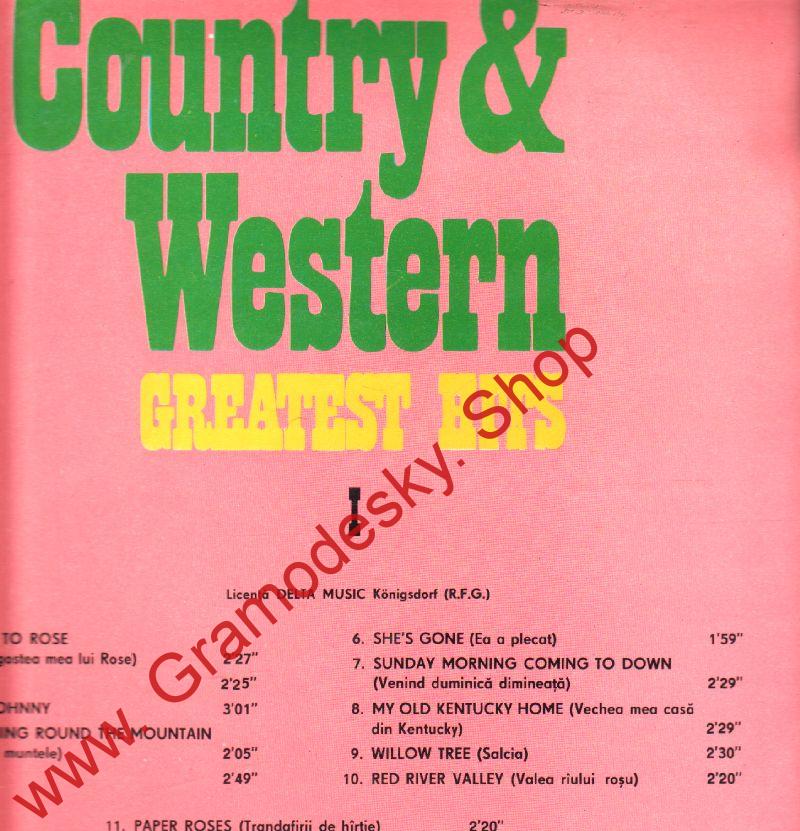 Country &
Western
GREATEST HITS
I
Licența DELTA MUSIC Königsdorf (R.F.G.)
TO ROSE
gostea mea lui Rose) 2'27"
2'25"
OHNNY 3'01"
ING ROUND THE MOUNTAIN
muntele) 2'05"
2'49"
6. SHE'S GONE (Ea a plecat) 1'59"
7. SUNDAY MORNING COMING TO DOWN
(Venind duminică dimineață) 2'29"
8. MY OLD KENTUCKY HOME (Vechea mea casă
din Kentucky) 2'29"
9. WILLOW TREE (Salcia) 2'30"
10. RED RIVER VALLEY (Valea rîului roșu) 2'20"
11. PAPER ROSES (Trandafirii de hîrtie) 2'20"
www. Gramodesky. Shop